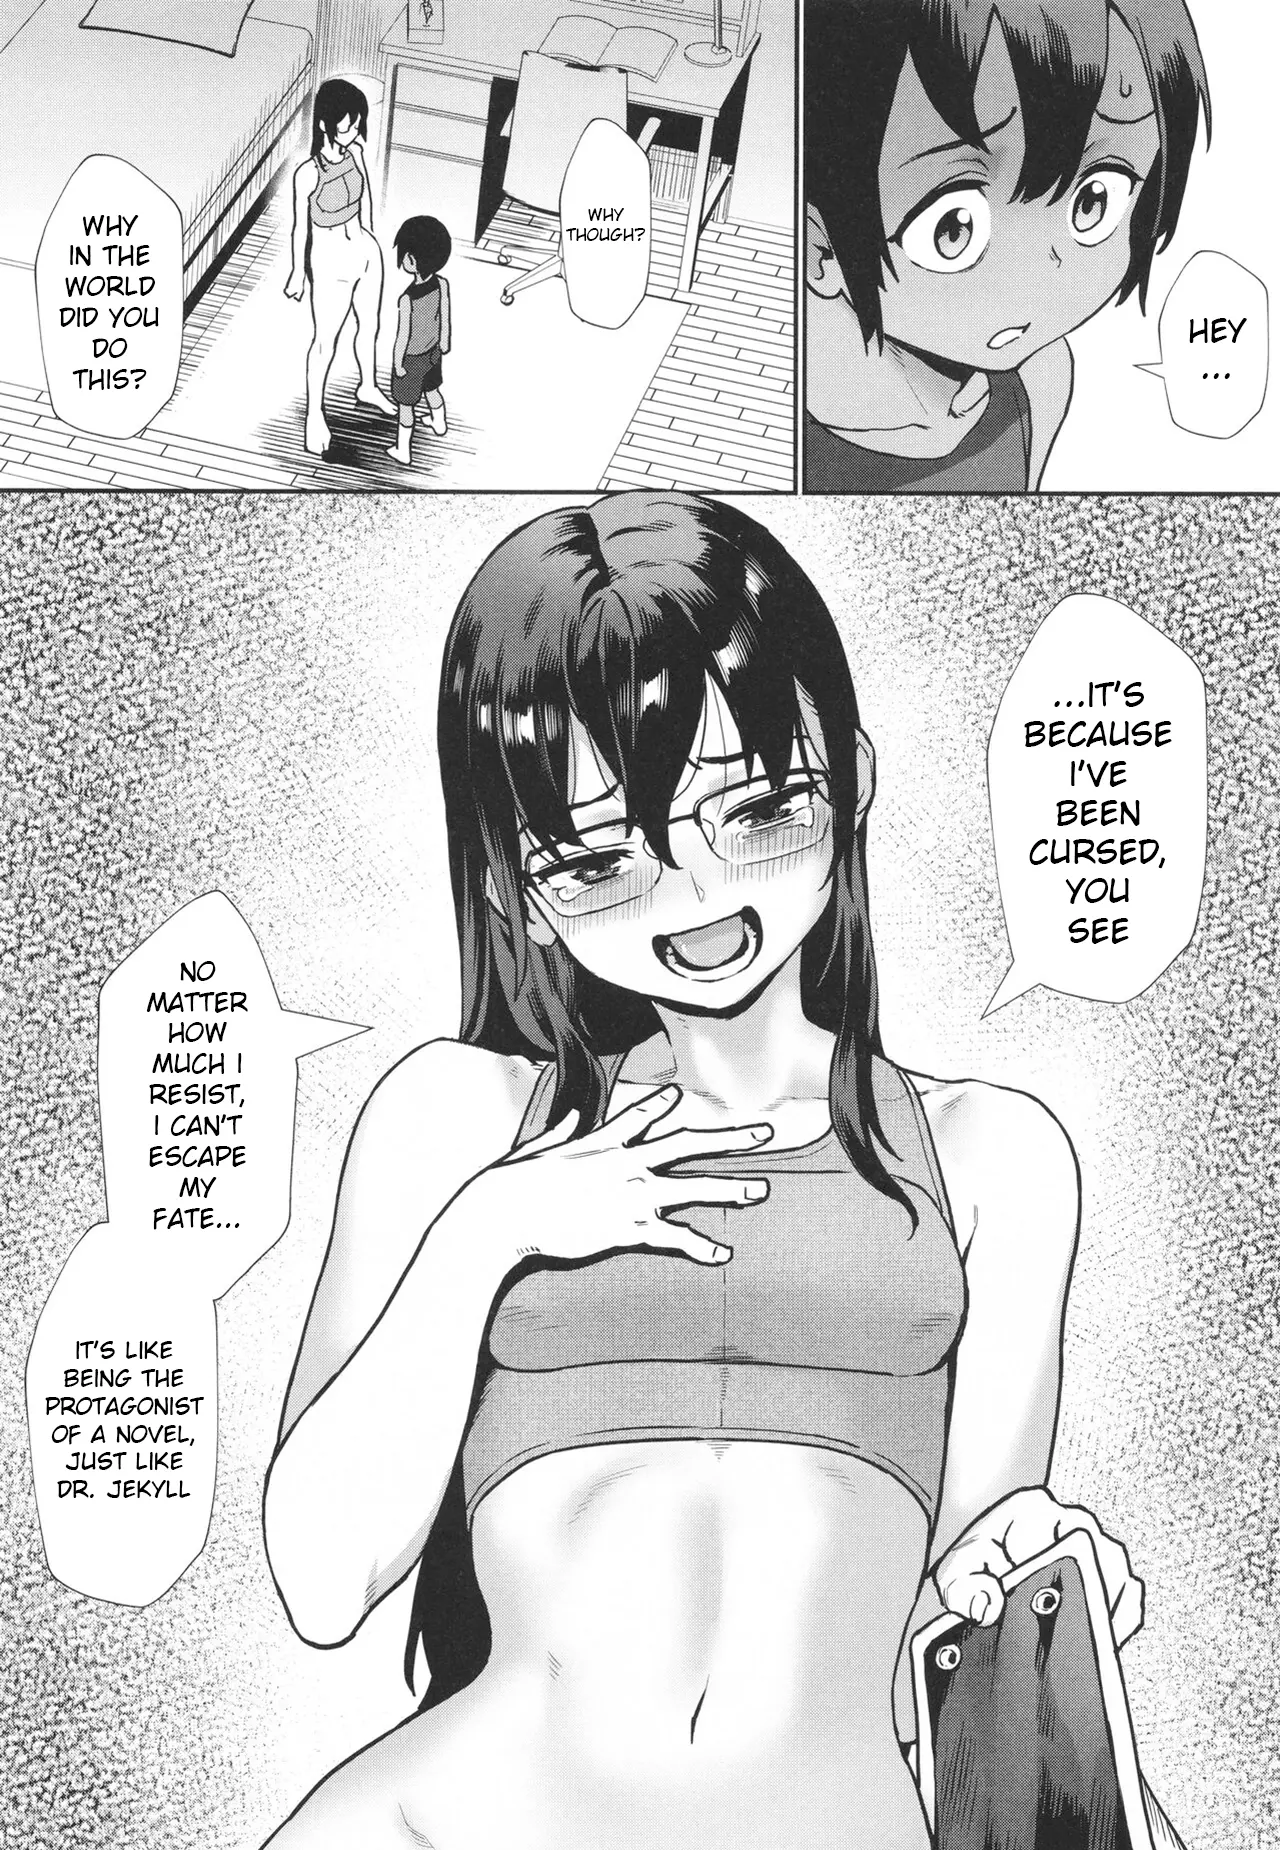 HEY
...
WHY
THOUGH?
WHY
IN THE
WORLD
DID YOU
DO
THIS?
...IT'S
BECAUSE
I'VE
BEEN
CURSED,
YOU
SEE
NO
MATTER
HOW
MUCH I
RESIST,
I CAN'T
ESCAPE
MY
FATE...
IT'S LIKE
BEING THE
PROTAGONIST
OF A NOVEL,
JUST LIKE
DR. JEKYLL